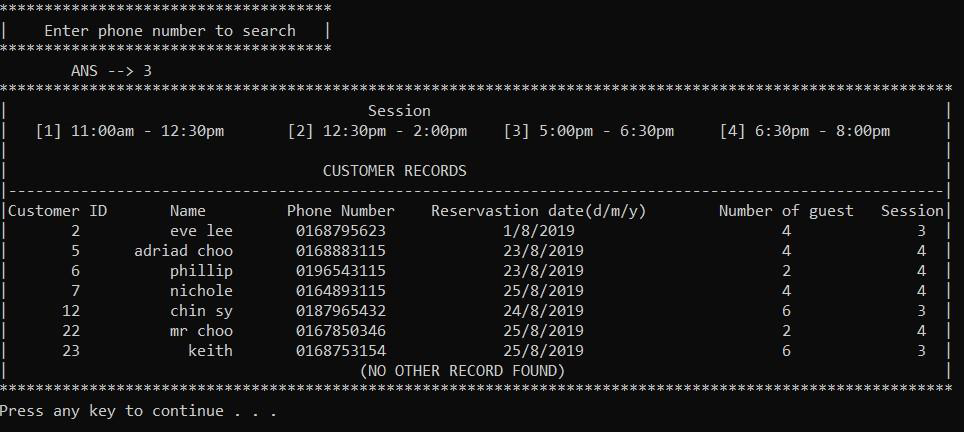 *************************************
|    Enter phone number to search   |
*************************************
        ANS --> 3
**********************************************************************************************************
|                                        Session                                                         |
|   [1] 11:00am - 12:30pm       [2] 12:30pm - 2:00pm    [3] 5:00pm - 6:30pm     [4] 6:30pm - 8:00pm      |
|                                                                                                        |
|                                   CUSTOMER RECORDS                                                     |
|--------------------------------------------------------------------------------------------------------|
|Customer ID       Name         Phone Number    Reservastion date(d/m/y)        Number of guest   Session|
|       2          eve lee       0168795623             1/8/2019                       4              3  |
|       5      adriad choo       0168883115             23/8/2019                      4              4  |
|       6          phillip       0196543115             23/8/2019                      2              4  |
|       7          nichole       0164893115             25/8/2019                      4              4  |
|      12          chin sy       0187965432             24/8/2019                      6              3  |
|      22          mr choo       0167850346             25/8/2019                      2              4  |
|      23            keith       0168753154             25/8/2019                      6              3  |
|                                       (NO OTHER RECORD FOUND)                                          |
**********************************************************************************************************
Press any key to continue . . .